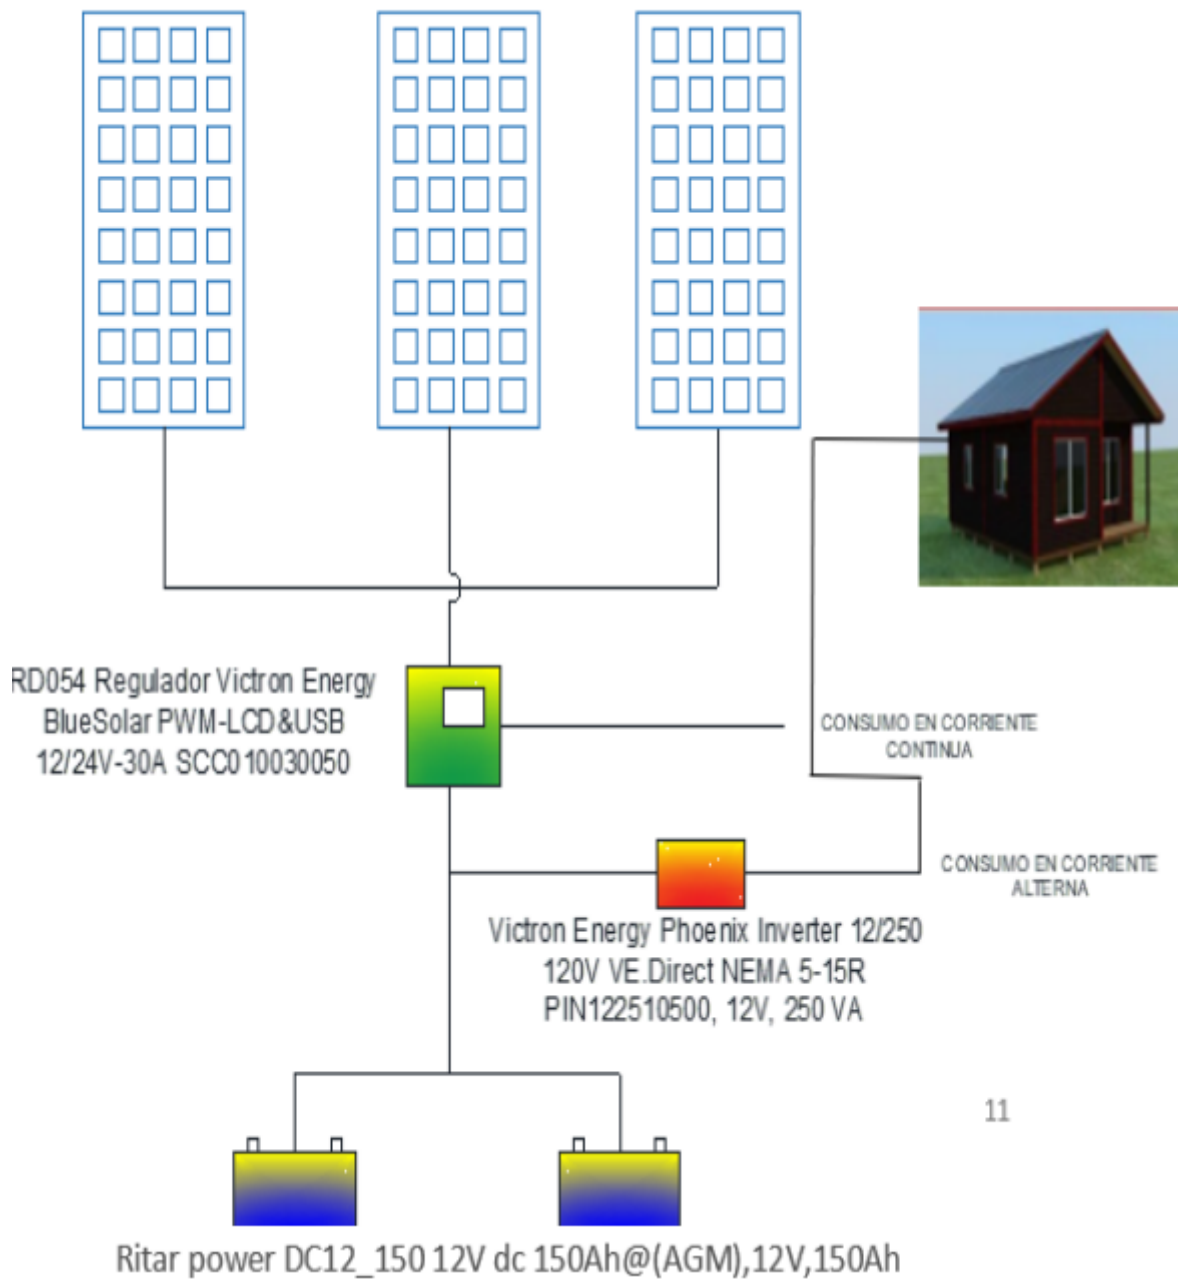 RD054 Regulador Victron Energy
BlueSolar PWM-LCD&USB
12/24V-30A SCC010030050
CONSUMO EN CORRIENTE
CONTINUA
CONSUMO EN CORRIENTE
ALTERNA
Victron Energy Phoenix Inverter 12/250
120V VE.Direct NEMA 5-15R
PIN122510500, 12V, 250 VA
11
Ritar power DC12_150 12V dc 150Ah@(AGM),12V,150Ah